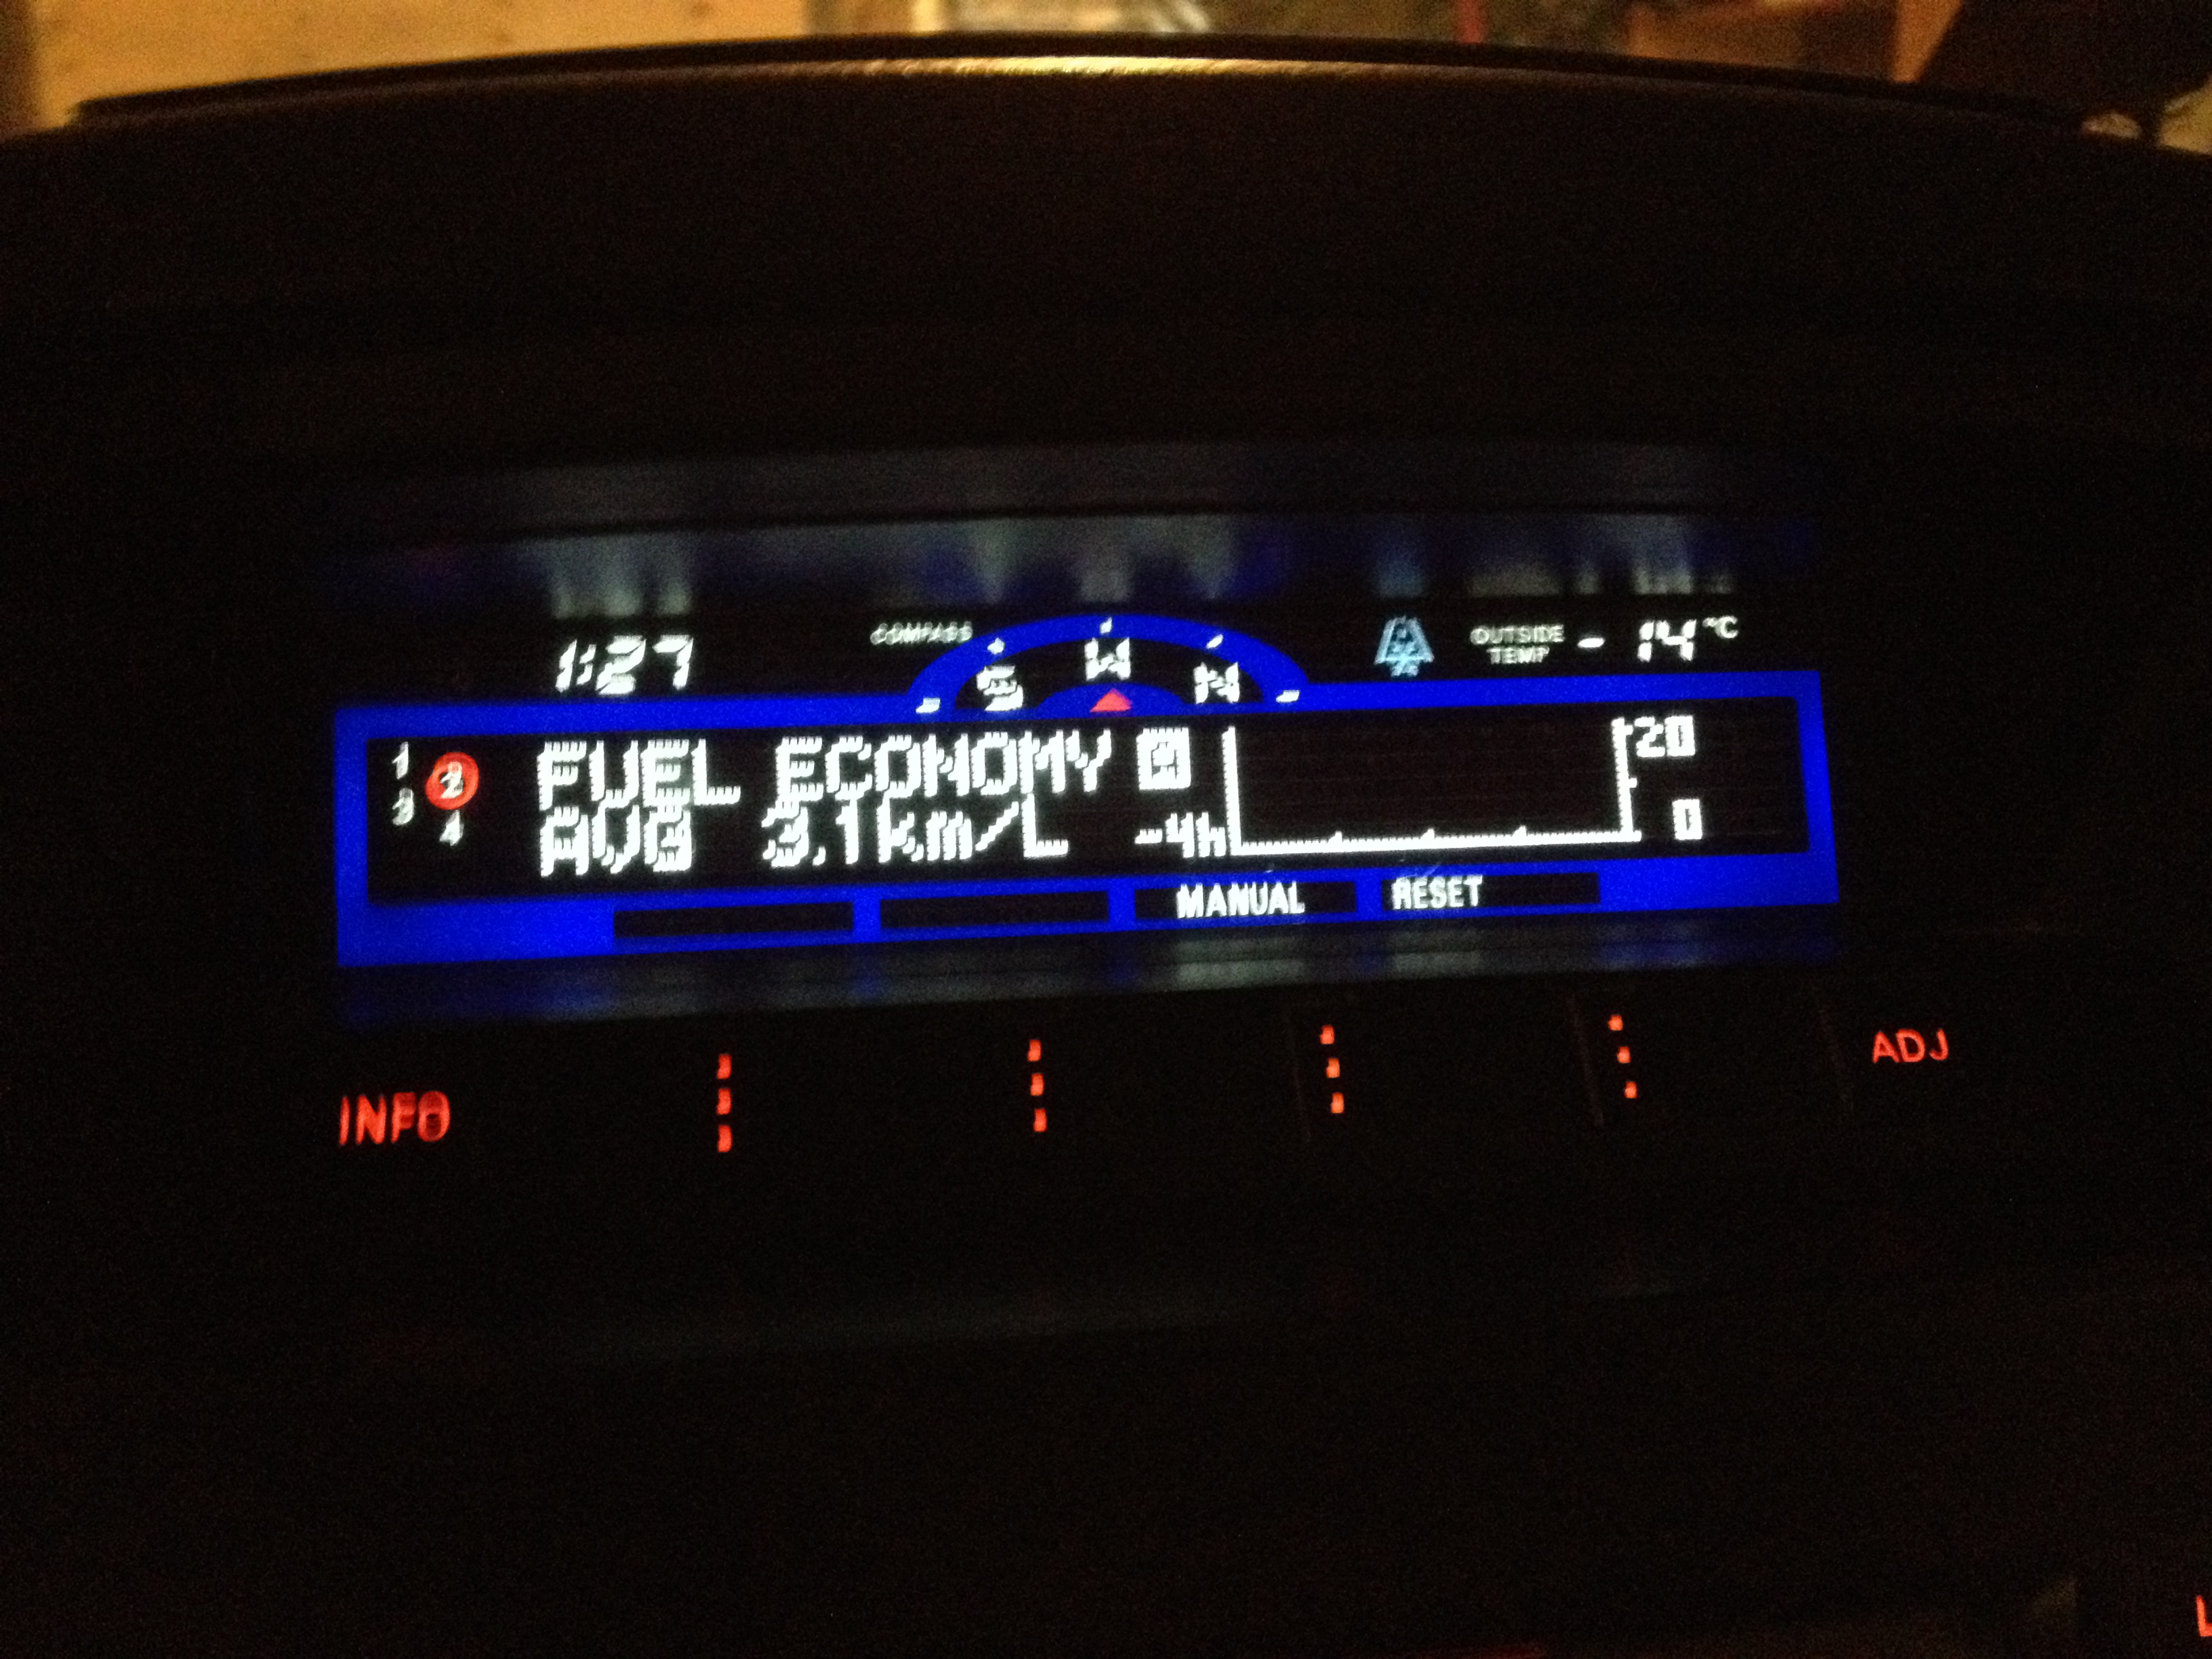 1:27 COMPASS OUTSIDE TEMP -14 °C
S W N
1 2 FUEL ECONOMY M 20
3 4 AVG 3.1km/L -4h 0
MANUAL RESET
INFO ADJ
L